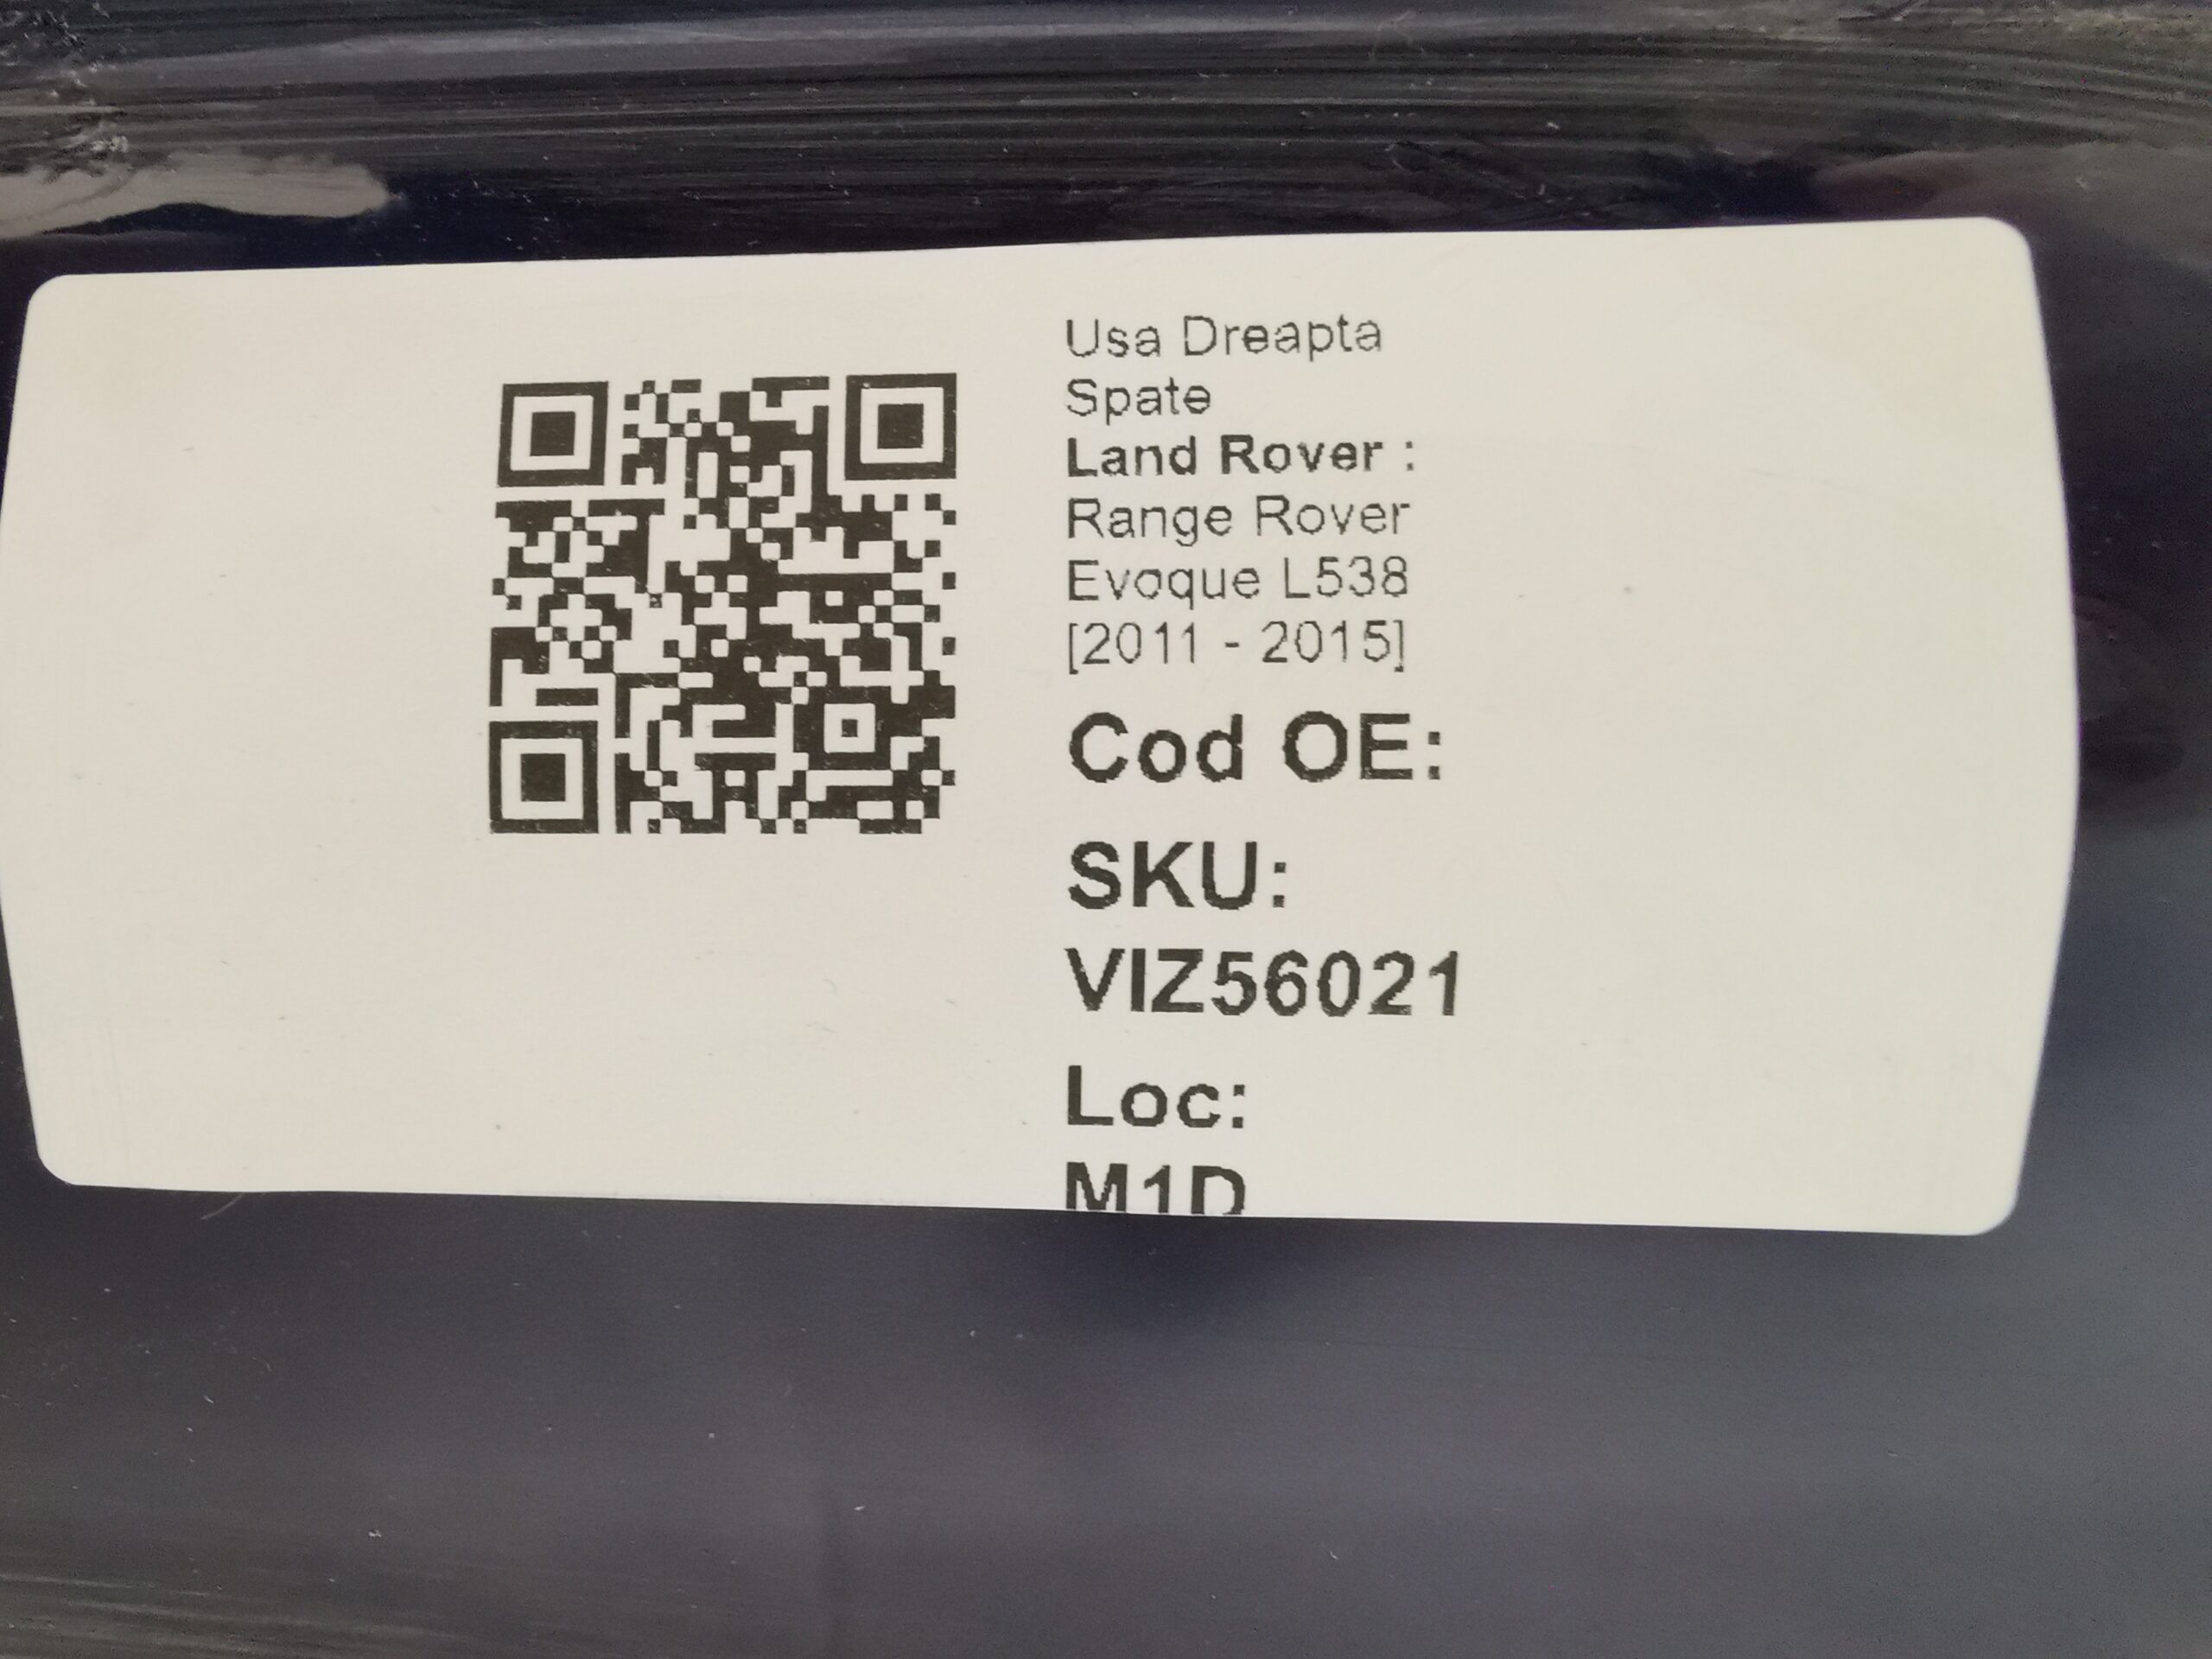 Usa Dreapta
Spate
Land Rover :
Range Rover
Evoque L538
[2011 - 2015]
Cod OE:
SKU:
VIZ56021
Loc:
M1D